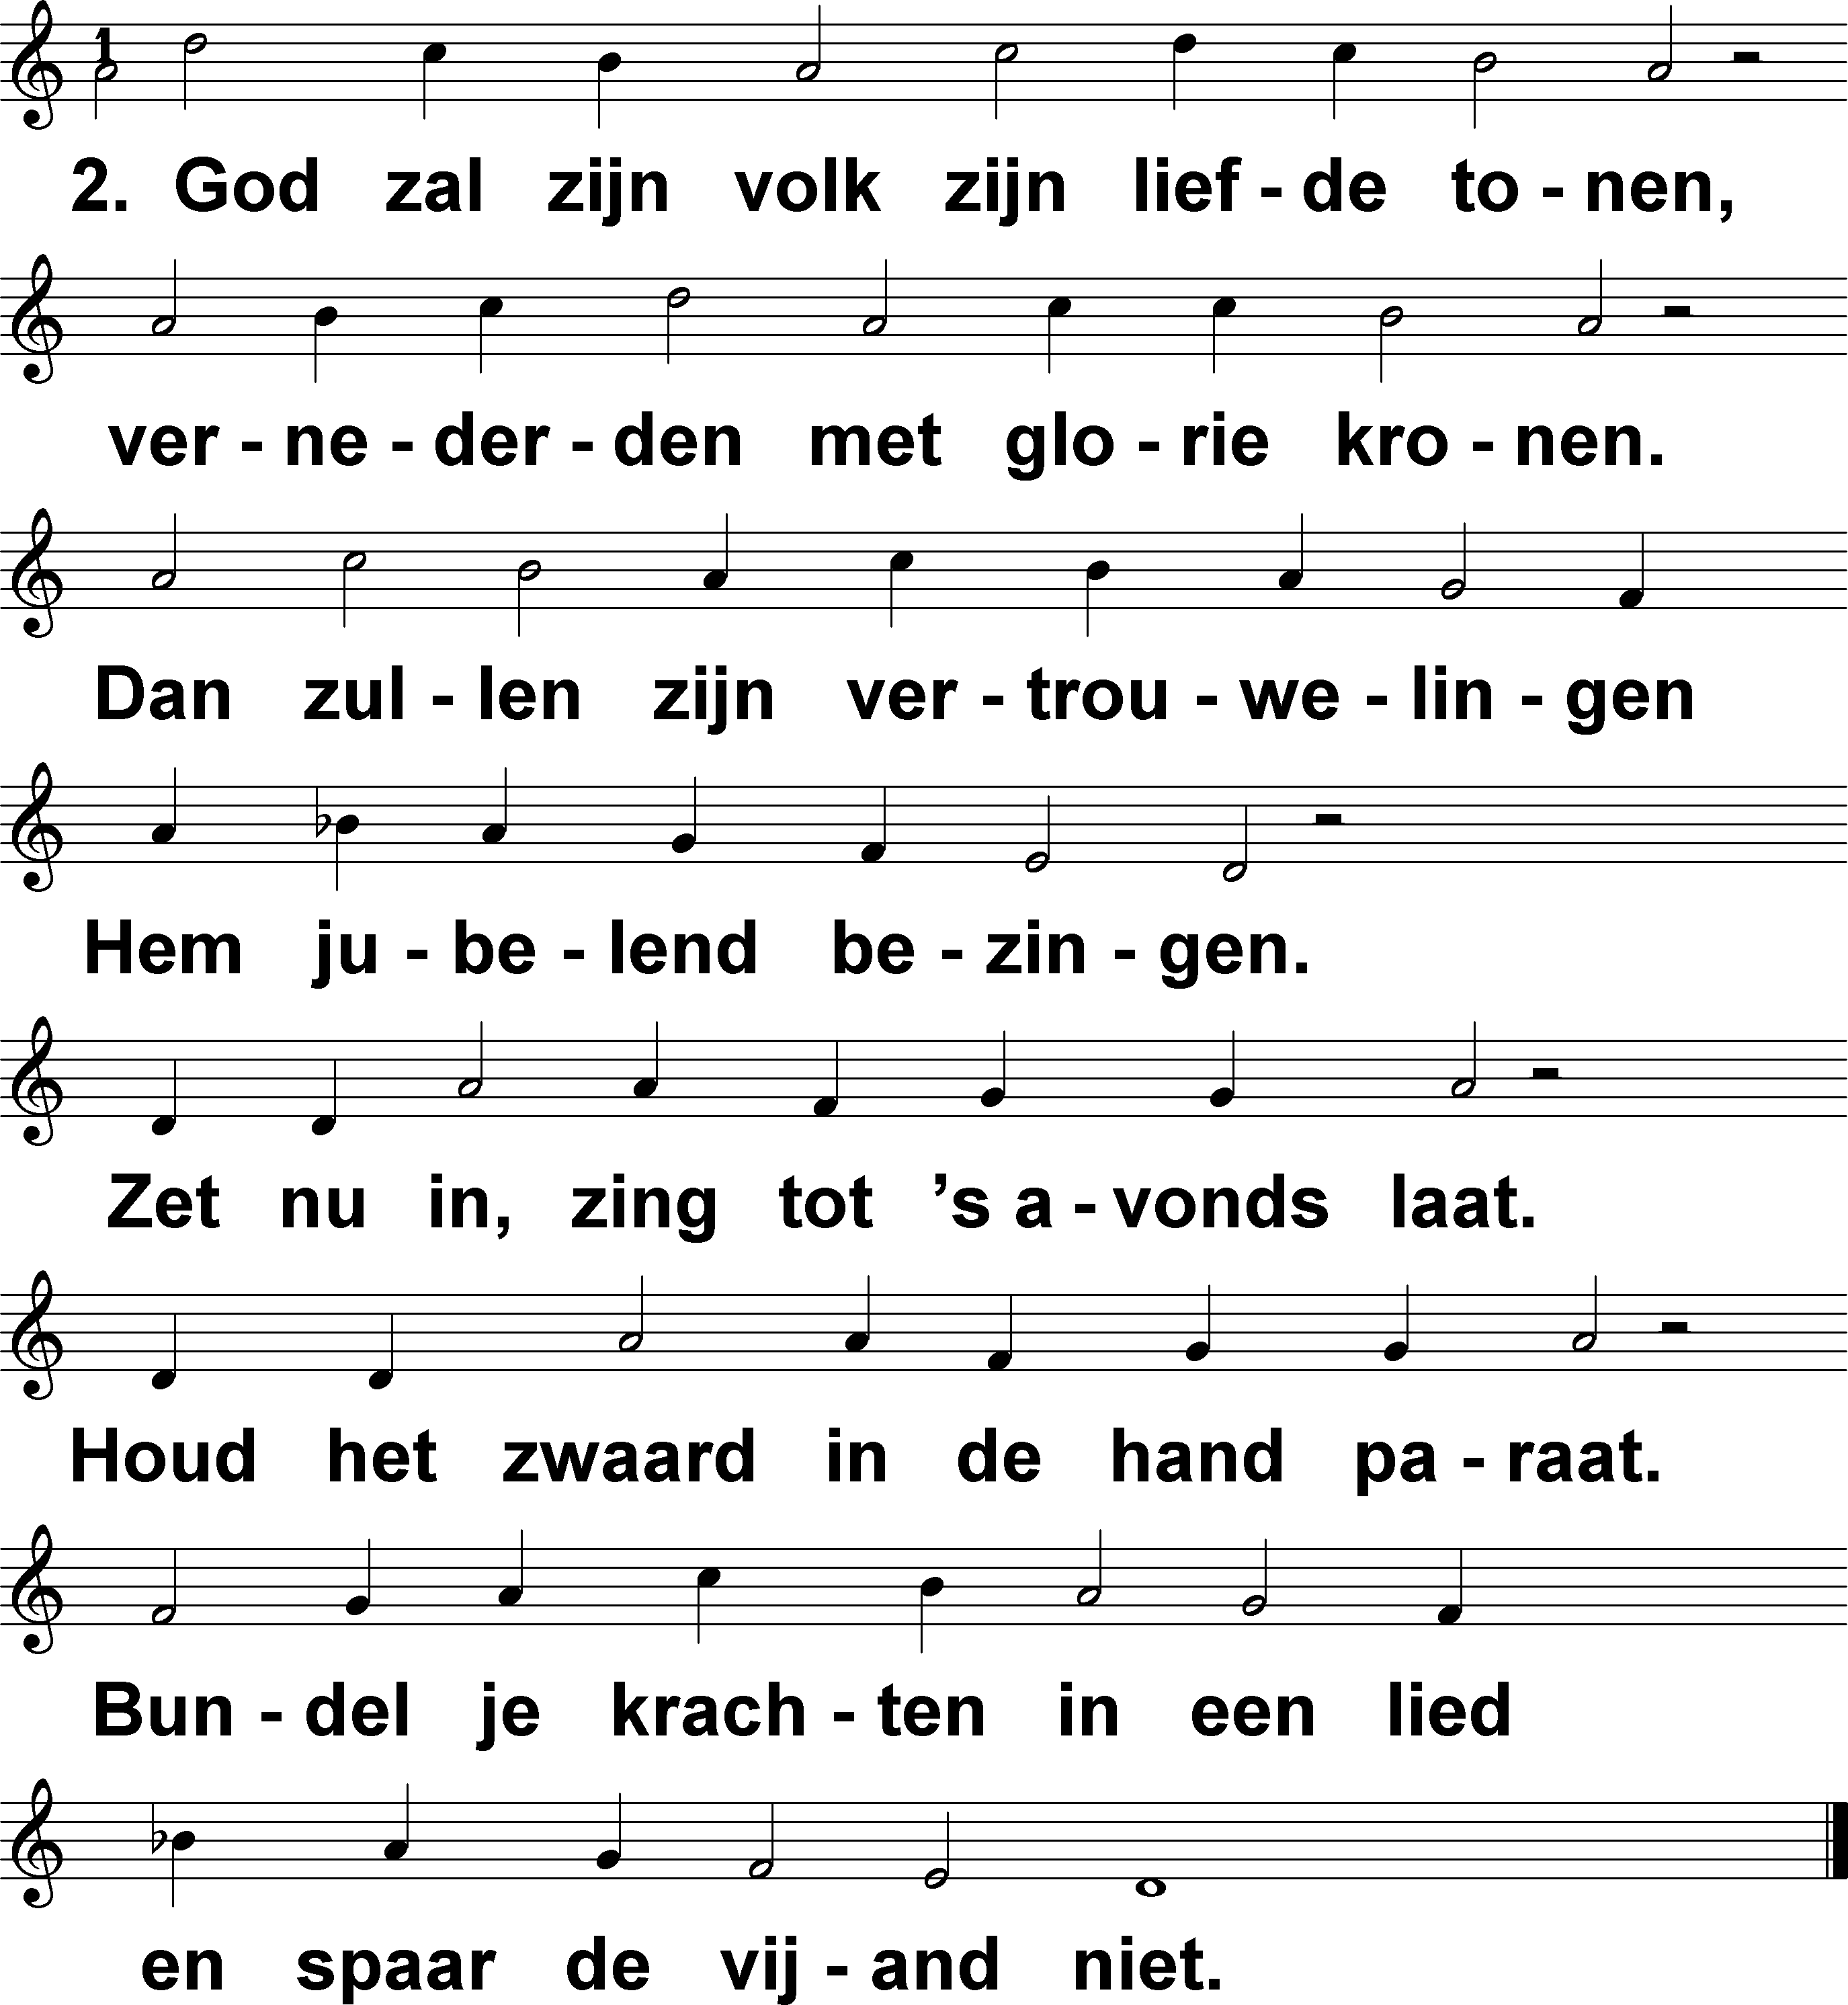 1
2. God zal zijn volk zijn lief - de to - nen,
ver - ne - der - den met glo - rie kro - nen.
Dan zul - len zijn ver - trou - we - lin - gen
Hem ju - be - lend be - zin - gen.
Zet nu in, zing tot ’s a - vonds laat.
Houd het zwaard in de hand pa - raat.
Bun - del je krach - ten in een lied
en spaar de vij - and niet.